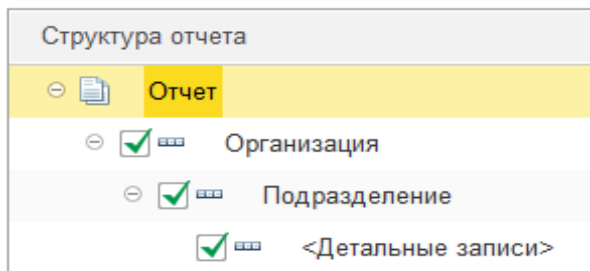 Структура отчета
Отчет
Организация
Подразделение
<Детальные записи>